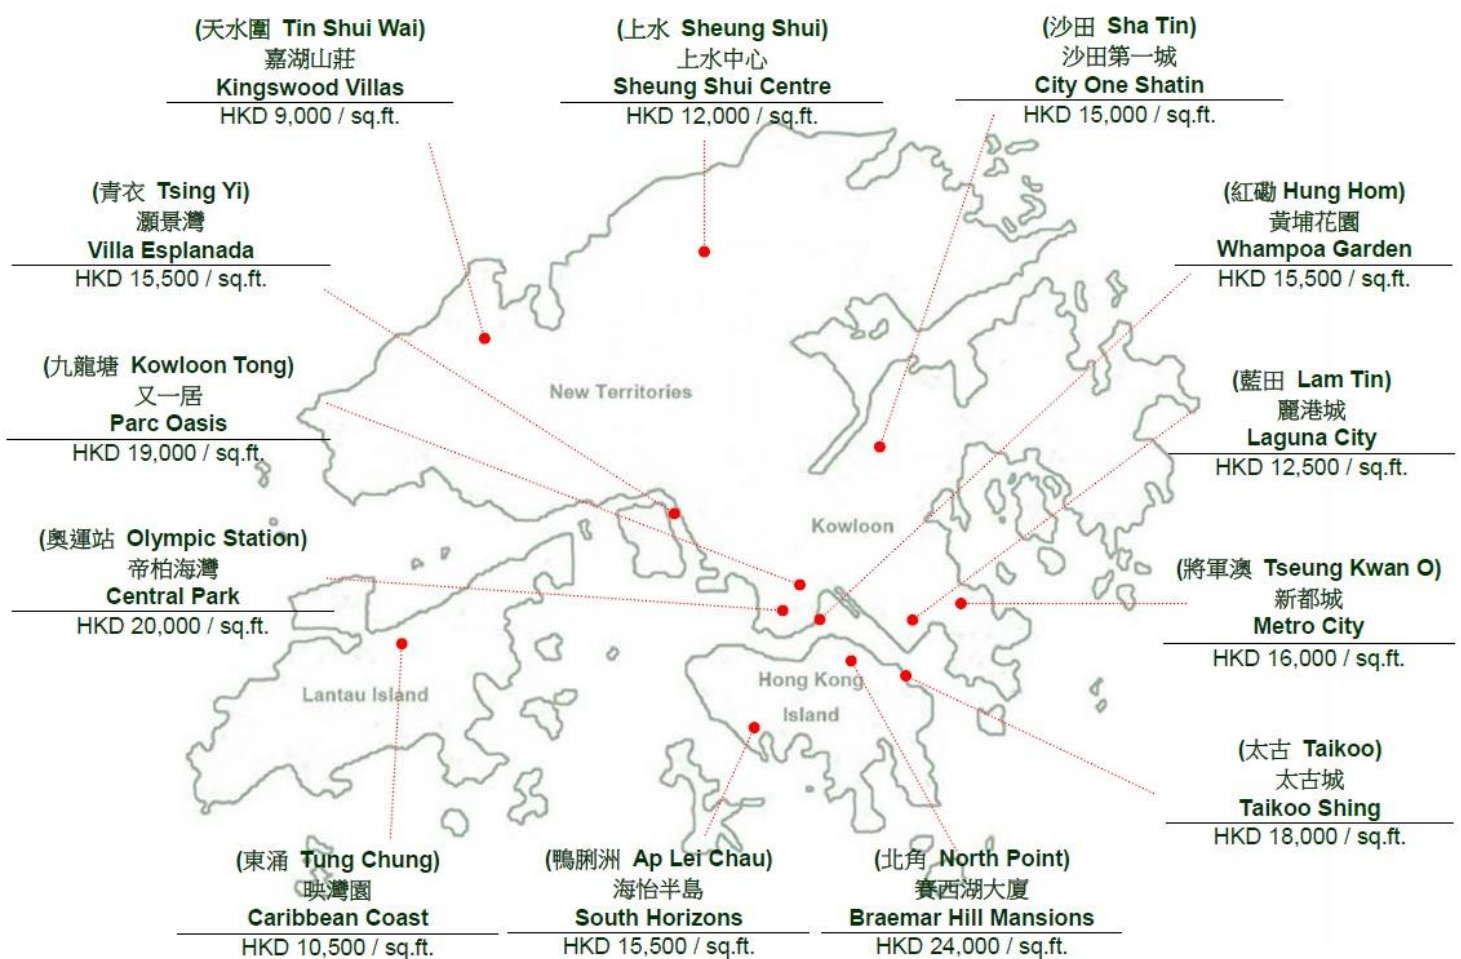 (天水圍 Tin Shui Wai)
嘉湖山莊
Kingswood Villas
HKD 9,000 / sq.ft.
(上水 Sheung Shui)
上水中心
Sheung Shui Centre
HKD 12,000 / sq.ft.
(沙田 Sha Tin)
沙田第一城
City One Shatin
HKD 15,000 / sq.ft.
(青衣 Tsing Yi)
灝景灣
Villa Esplanada
HKD 15,500 / sq.ft.
(紅磡 Hung Hom)
黃埔花園
Whampoa Garden
HKD 15,500 / sq.ft.
(九龍塘 Kowloon Tong)
又一居
Parc Oasis
HKD 19,000 / sq.ft.
New Territories
(藍田 Lam Tin)
麗港城
Laguna City
HKD 12,500 / sq.ft.
Kowloon
(奧運站 Olympic Station)
帝柏海灣
Central Park
HKD 20,000 / sq.ft.
(將軍澳 Tseung Kwan O)
新都城
Metro City
HKD 16,000 / sq.ft.
Lantau Island
Hong Kong
Island
(太古 Taikoo)
太古城
Taikoo Shing
HKD 18,000 / sq.ft.
(東涌 Tung Chung)
映灣園
Caribbean Coast
HKD 10,500 / sq.ft.
(鴨脷洲 Ap Lei Chau)
海怡半島
South Horizons
HKD 15,500 / sq.ft.
(北角 North Point)
賽西湖大廈
Braemar Hill Mansions
HKD 24,000 / sq.ft.